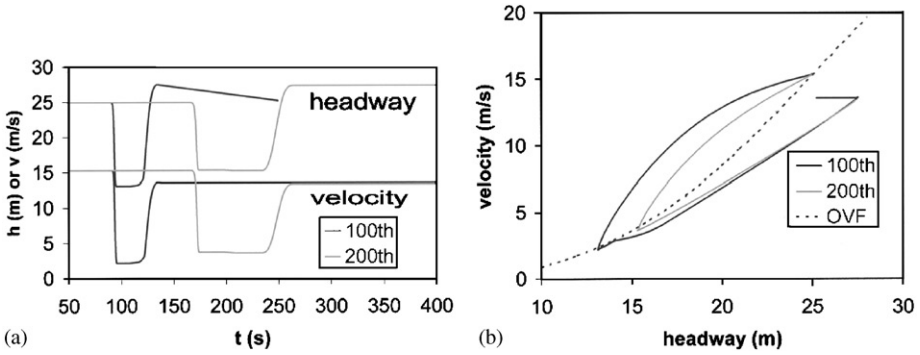 30
25
20
15
10
5
0
h (m) or v (m/s)
headway
velocity
100th
200th
50 100 150 200 250 300 350 400
t (s)
(a)
20
15
10
5
0
velocity (m/s)
100th
200th
OVF
10 15 20 25 30
headway (m)
(b)